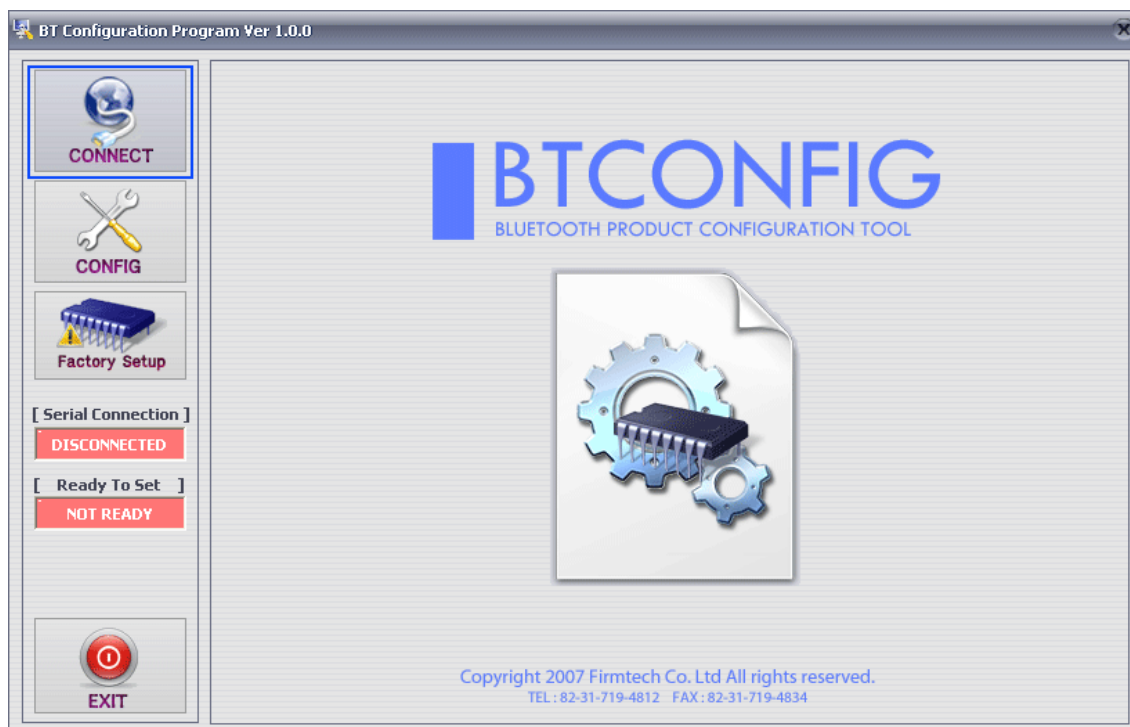 BT Configuration Program Ver 1.0.0
CONNECT
CONFIG
Factory Setup
[ Serial Connection ]
DISCONNECTED
[ Ready To Set ]
NOT READY
EXIT
BTCONFIG
BLUETOOTH PRODUCT CONFIGURATION TOOL
Copyright 2007 Firmtech Co. Ltd All rights reserved.
TEL : 82-31-719-4812 FAX : 82-31-719-4834